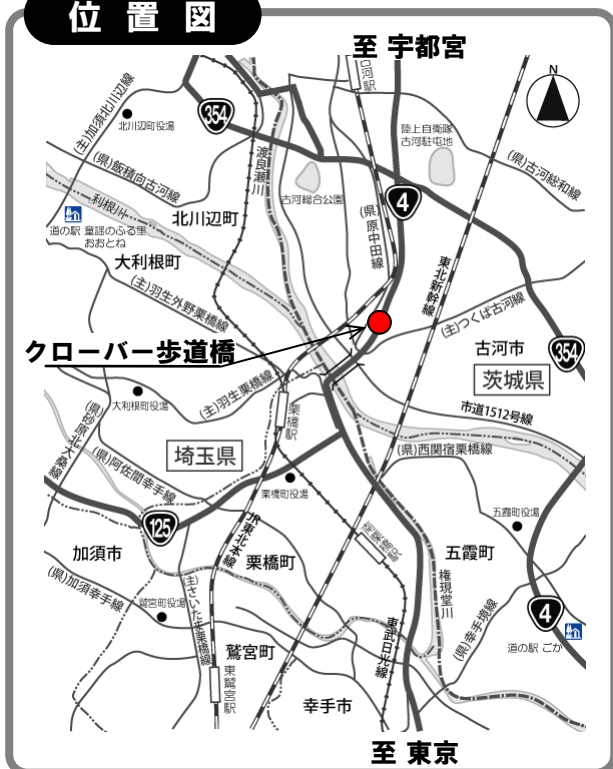 位置図
至 宇都宮
古河駅
N
(主)加須北川辺線
354
北川辺町役場
渡良瀬川
陸上自衛隊
古河駐屯地
(県)古河総和線
(県)飯積向古河線
古河総合公園
4
(県)原中田線
利根川
北川辺町
道の駅 童謡のふる里
おおとね
大利根町
東北新幹線
(主)羽生外野栗橋線
(主)つくば古河線
クローバー歩道橋
古河市
354
茨城県
大利根町役場
(主)羽生栗橋線
栗橋駅
市道1512号線
(県)砂原北大桑線
埼玉県
(県)西関宿栗橋線
(県)阿佐間幸手線
栗橋町役場
五霞町役場
125
JR東北本線
南栗橋駅
加須市
栗橋町
五霞町
(県)加須幸手線
(主)さいたま栗橋線
権現堂川
鷲宮町役場
4
東武日光線
(県)幸手境線
鷲宮町
道の駅 ごか
東鷲宮駅
幸手市
至 東京